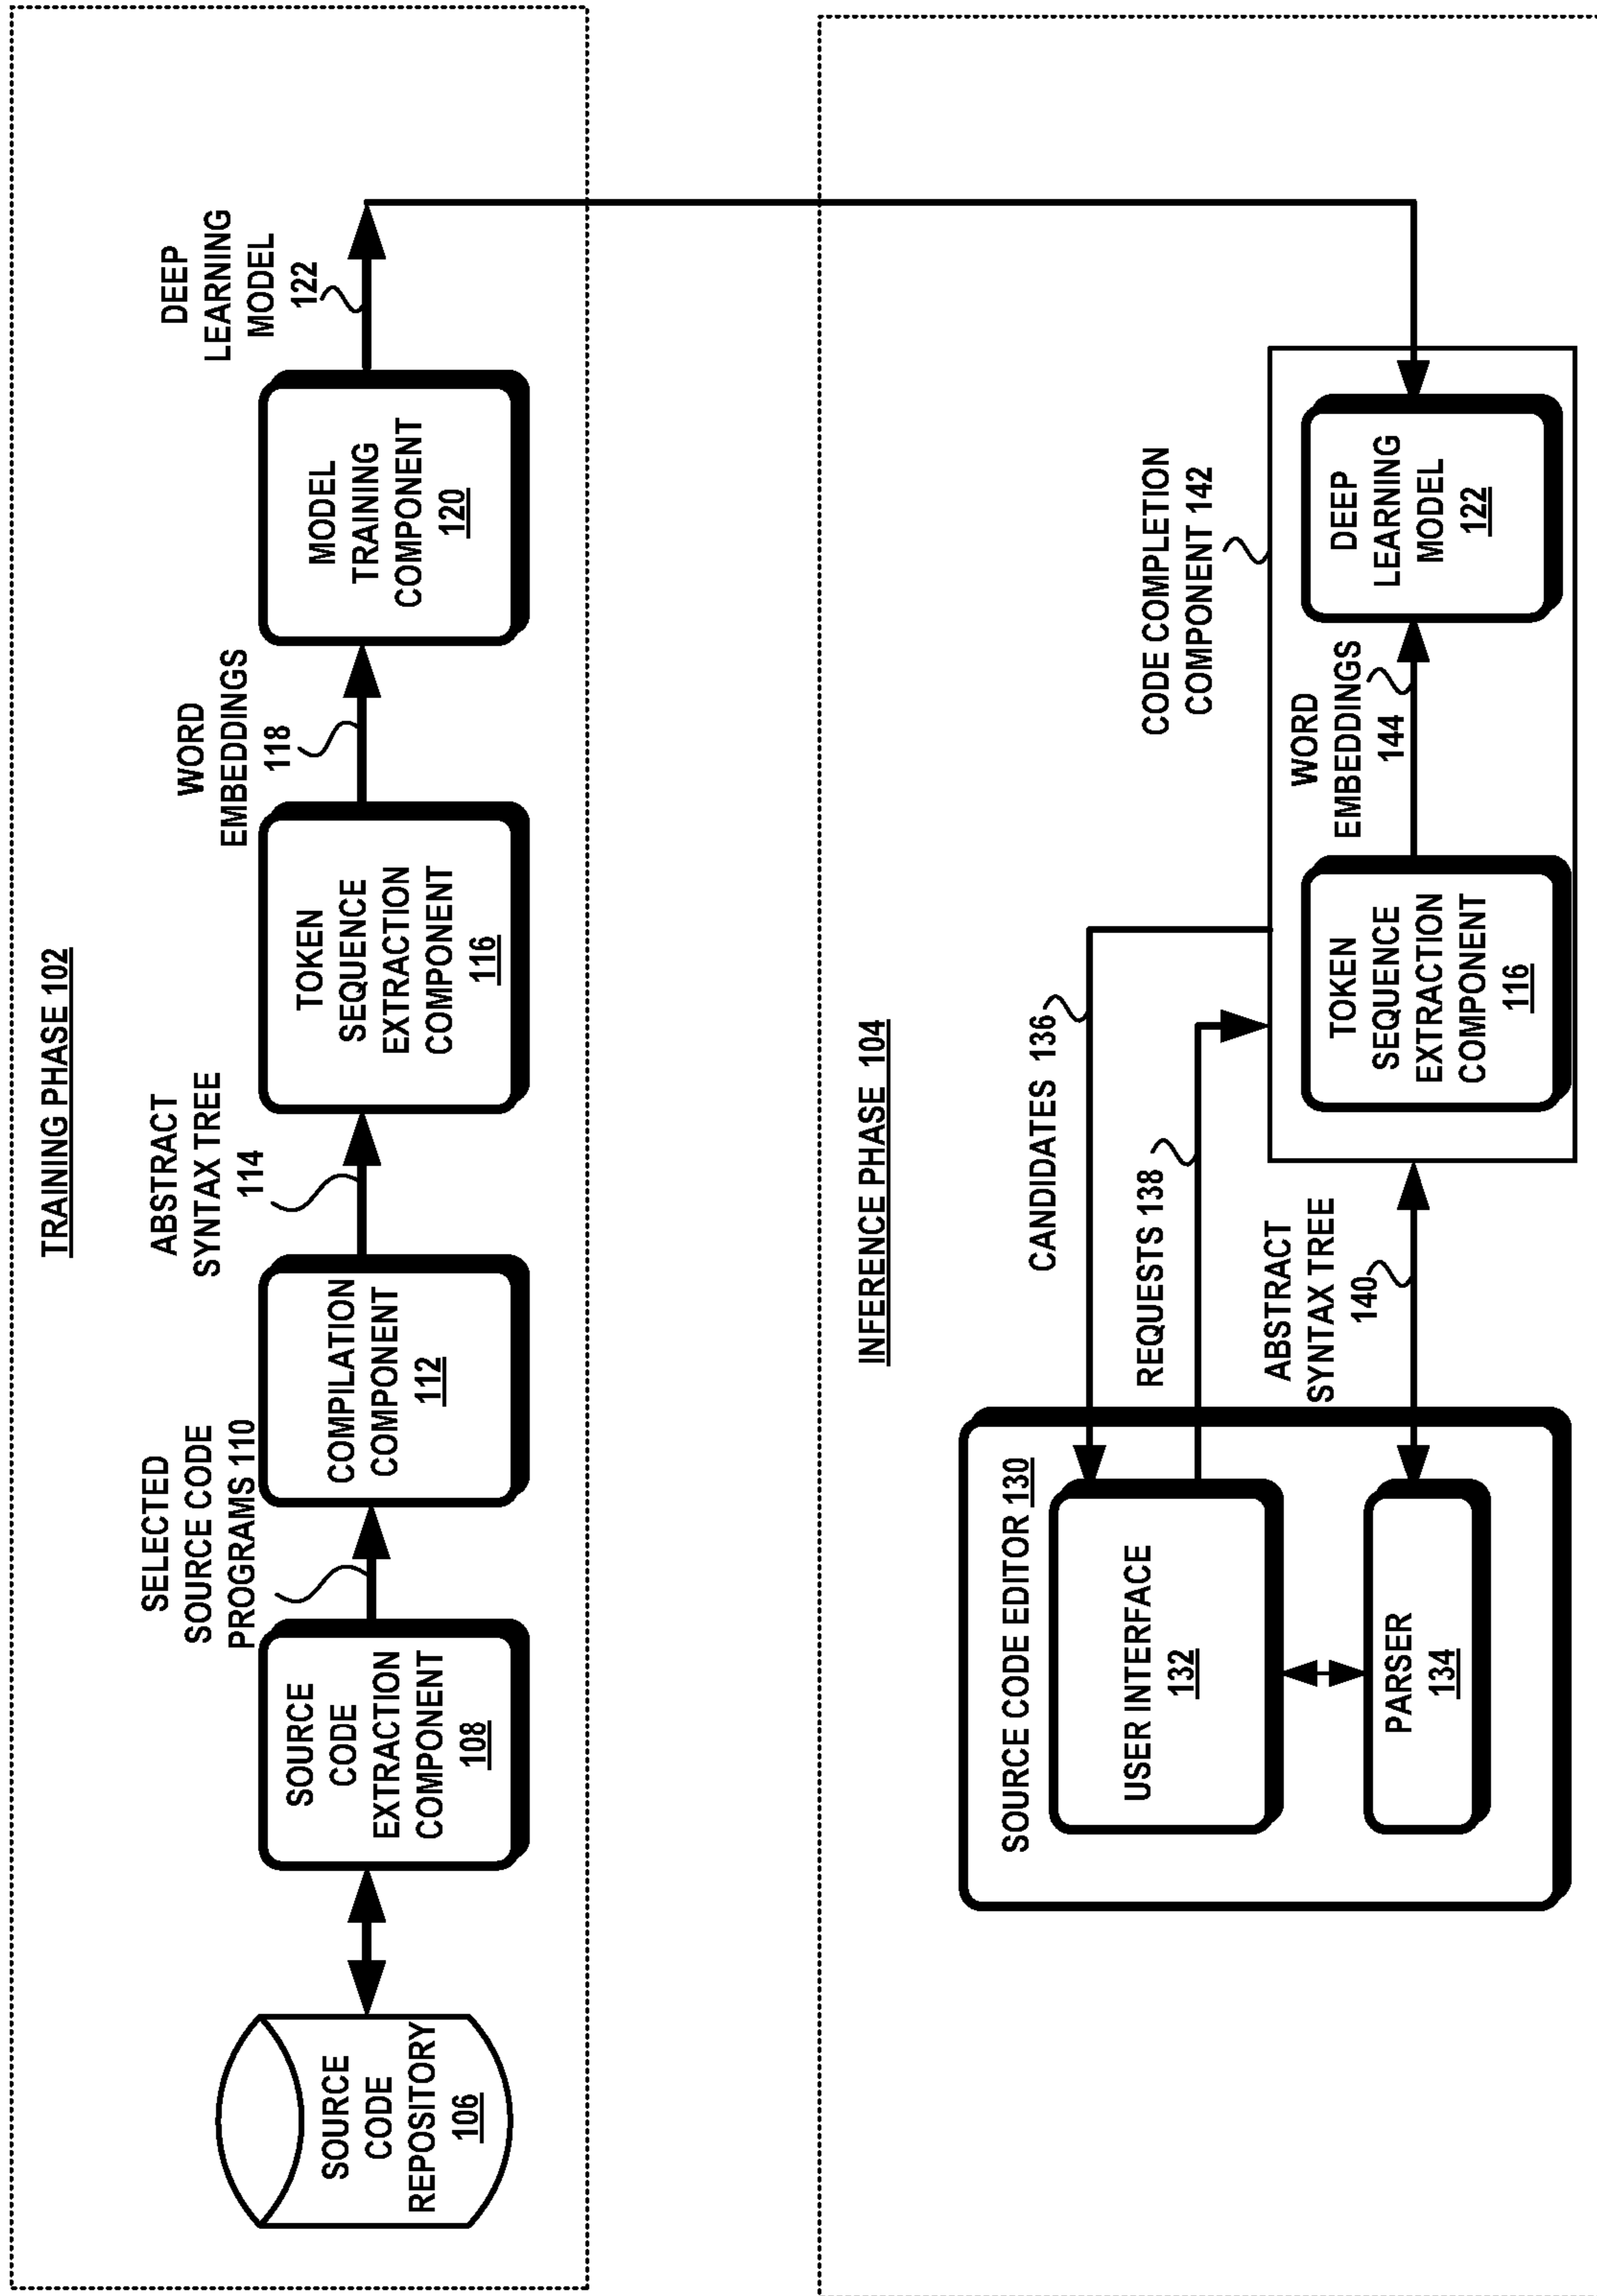 TRAINING PHASE 102
SOURCE
CODE
REPOSITORY
106
SOURCE
CODE
EXTRACTION
COMPONENT
108
SELECTED
SOURCE CODE
PROGRAMS 110
COMPILATION
COMPONENT
112
ABSTRACT
SYNTAX TREE
114
TOKEN
SEQUENCE
EXTRACTION
COMPONENT
116
WORD
EMBEDDINGS
118
MODEL
TRAINING
COMPONENT
120
DEEP
LEARNING
MODEL
122
INFERENCE PHASE 104
SOURCE CODE EDITOR 130
USER INTERFACE
132
PARSER
134
CANDIDATES 136
REQUESTS 138
ABSTRACT
SYNTAX TREE
140
CODE COMPLETION
COMPONENT 142
TOKEN
SEQUENCE
EXTRACTION
COMPONENT
116
WORD
EMBEDDINGS
144
DEEP
LEARNING
MODEL
122